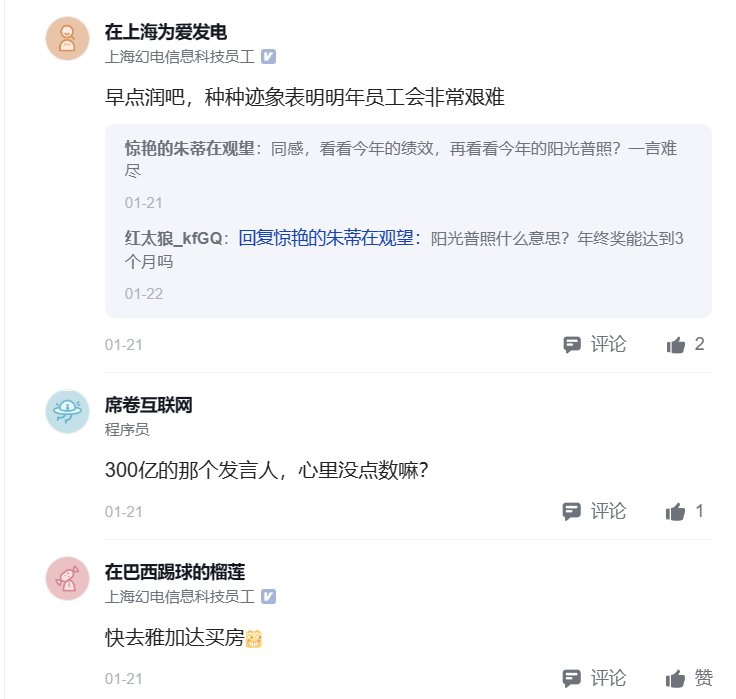 在上海为爱发电
上海幻电信息科技员工
早点润吧，种种迹象表明明年员工会非常艰难
惊艳的朱蒂在观望：同感，看看今年的绩效，再看看今年的阳光普照？一言难
尽
01-21
红太狼_kfGQ：回复惊艳的朱蒂在观望：阳光普照什么意思？年终奖能达到3
个月吗
01-22
01-21 评论 2
席卷互联网
程序员
300亿的那个发言人，心里没点数嘛？
01-21 评论 1
在巴西踢球的榴莲
上海幻电信息科技员工
快去雅加达买房
01-21 评论 赞